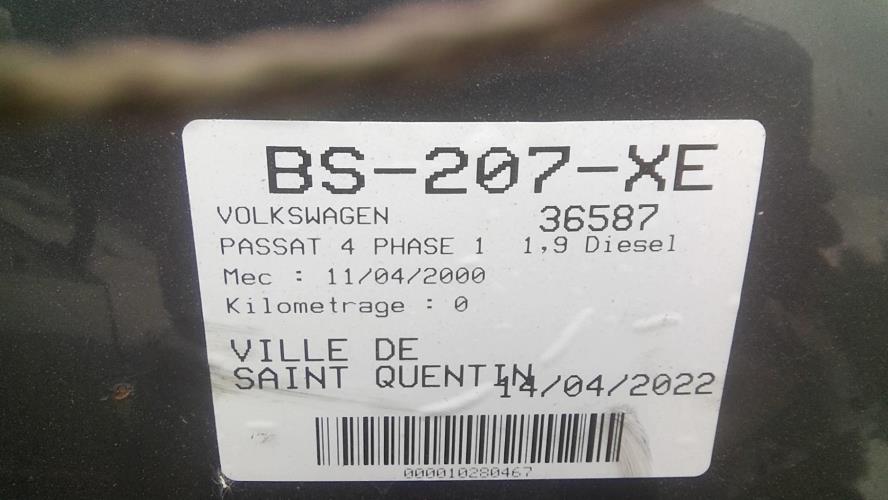 BS-207-XE
VOLKSWAGEN 36587
PASSAT 4 PHASE 1 1,9 Diesel
Mec : 11/04/2000
Kilometrage : 0
VILLE DE
SAINT QUENTIN 14/04/2022
000010280467